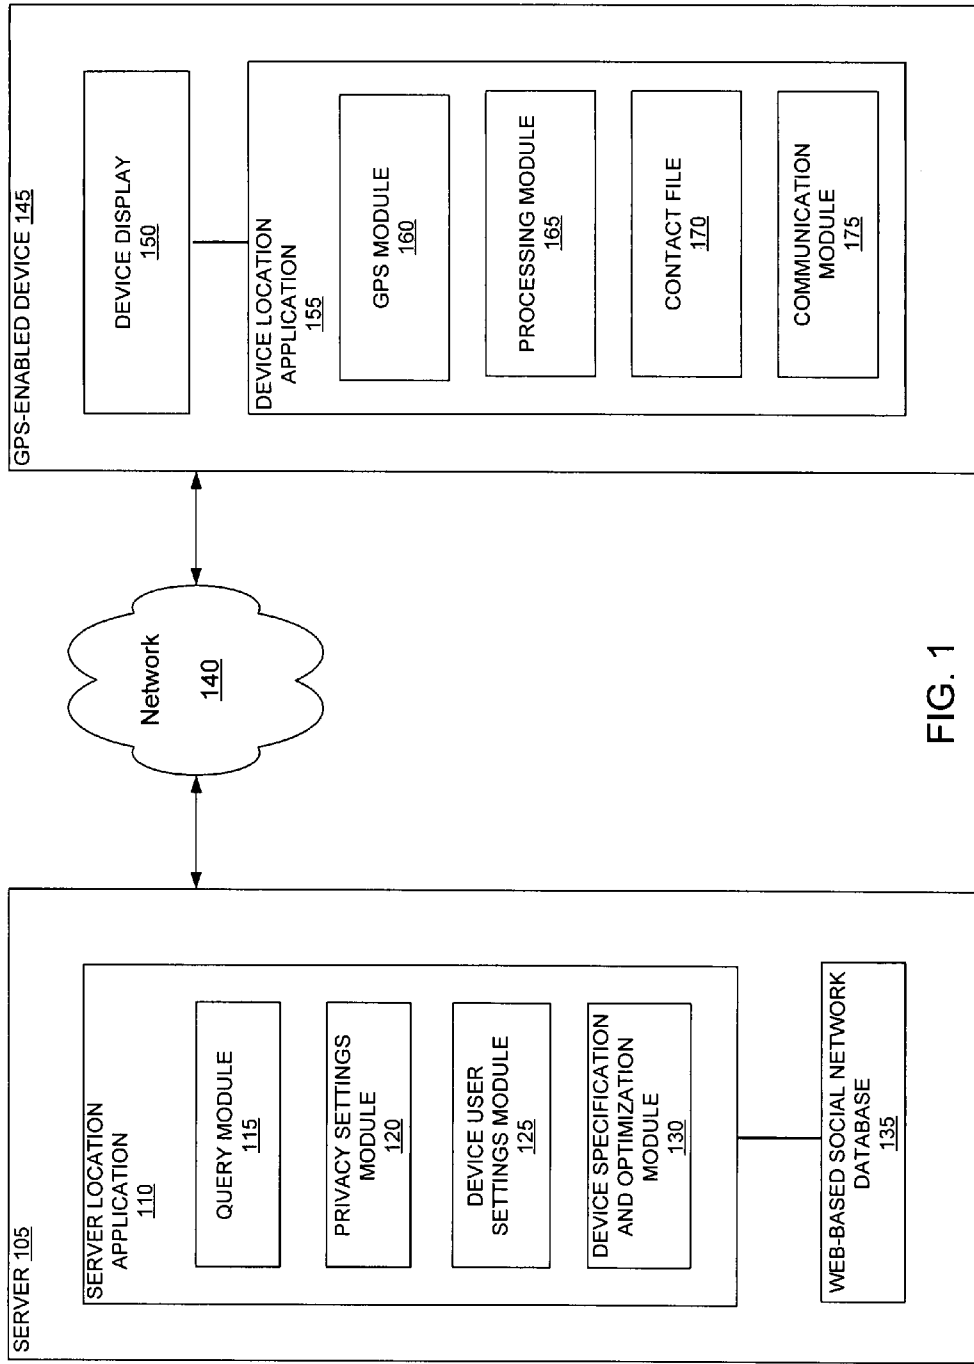 SERVER 105
SERVER LOCATION
APPLICATION
110
QUERY MODULE
115
PRIVACY SETTINGS
MODULE
120
DEVICE USER
SETTINGS MODULE
125
DEVICE SPECIFICATION
AND OPTIMIZATION
MODULE
130
WEB-BASED SOCIAL NETWORK
DATABASE
135
Network
140
GPS-ENABLED DEVICE 145
DEVICE DISPLAY
150
DEVICE LOCATION
APPLICATION
155
GPS MODULE
160
PROCESSING MODULE
165
CONTACT FILE
170
COMMUNICATION
MODULE
175
FIG. 1